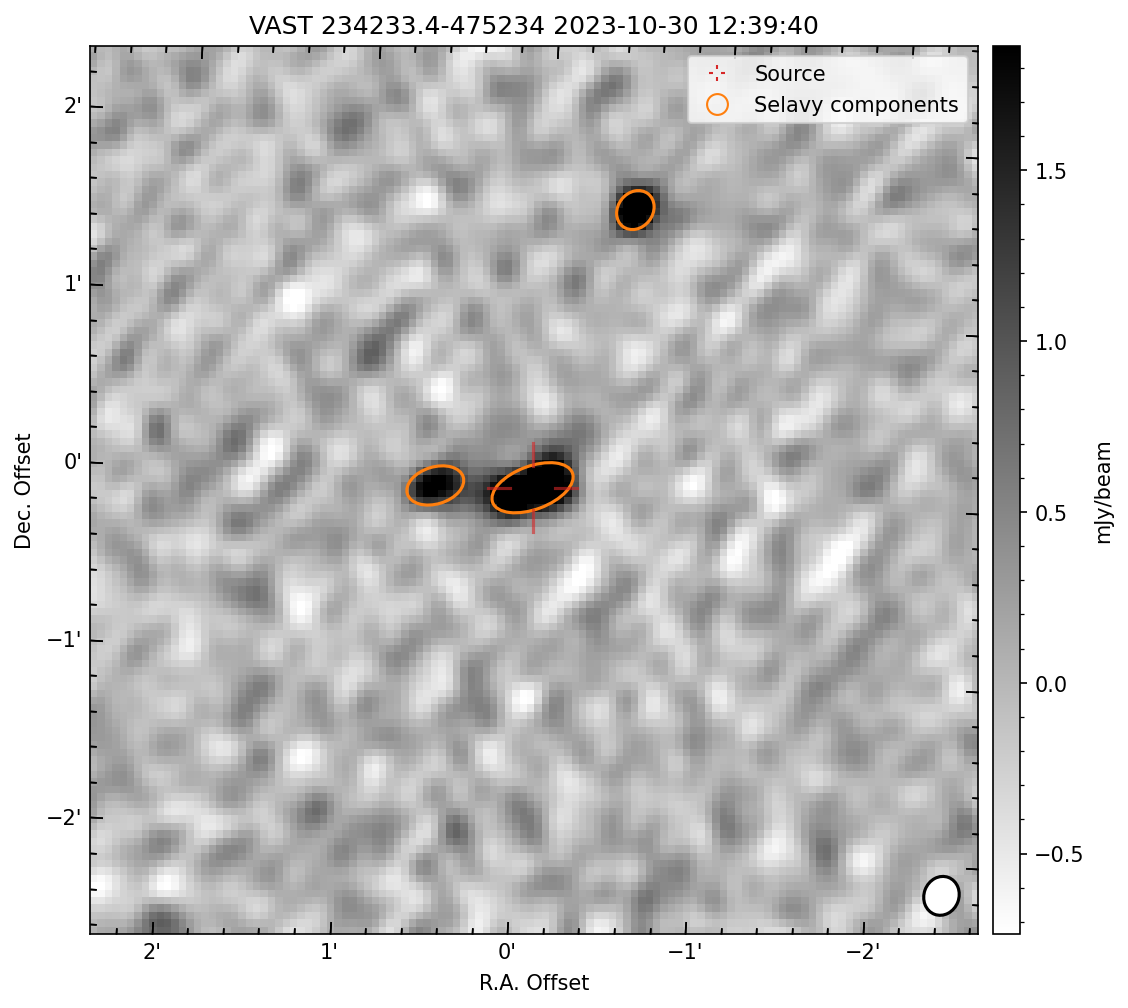 VAST 234233.4-475234 2023-10-30 12:39:40
Source
Selavy components
2'
1'
0'
−1'
−2'
Dec. Offset
2'
1'
0'
−1'
−2'
R.A. Offset
1.5
1.0
0.5
0.0
−0.5
mJy/beam